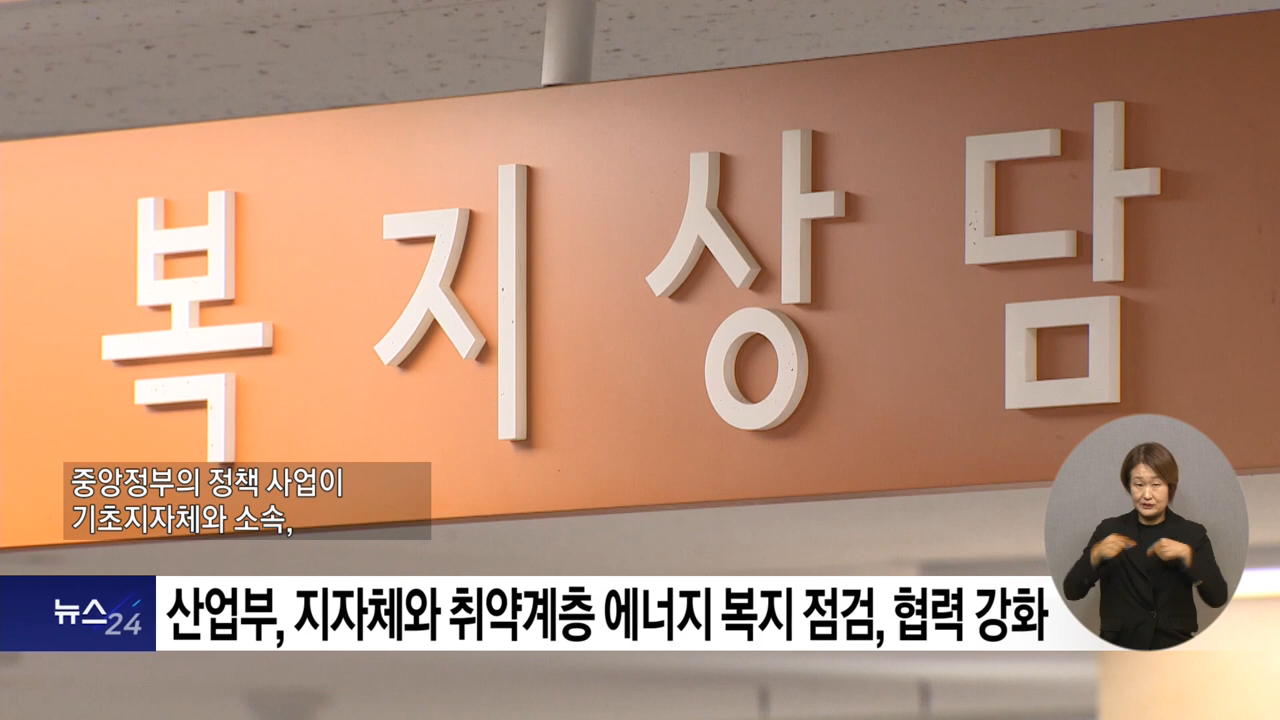 복지상담
중앙정부의 정책 사업이
기초지자체와 소속,
뉴스24
산업부, 지자체와 취약계층 에너지 복지 점검, 협력 강화